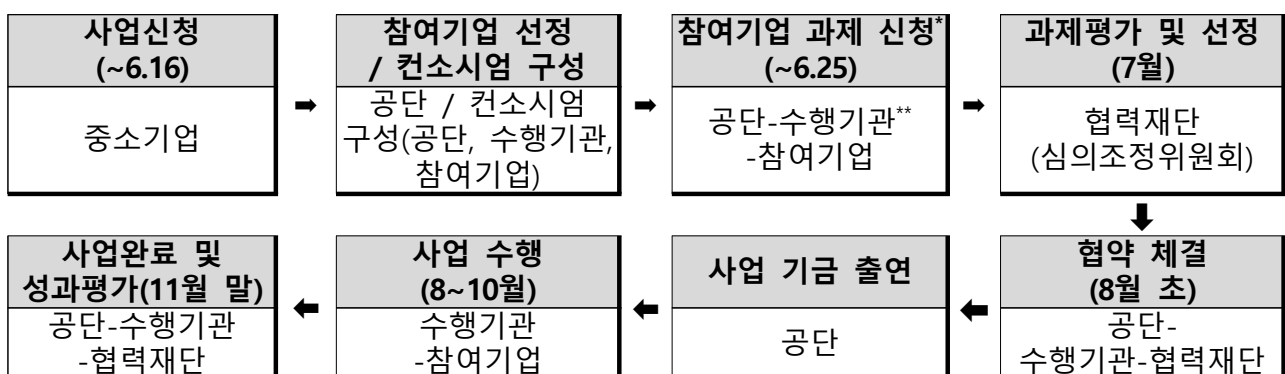 사업신청
(~6.16)
중소기업
➡
참여기업 선정
/ 컨소시엄 구성
공단 / 컨소시엄
구성(공단, 수행기관,
참여기업)
➡
참여기업 과제 신청*
(~6.25)
공단-수행기관**
-참여기업
➡
과제평가 및 선정
(7월)
협력재단
(심의조정위원회)
⬇
협약 체결
(8월 초)
공단-
수행기관-협력재단
⬅
사업 기금 출연
공단
⬅
사업 수행
(8~10월)
수행기관
-참여기업
⬅
사업완료 및
성과평가(11월 말)
공단-수행기관
-협력재단